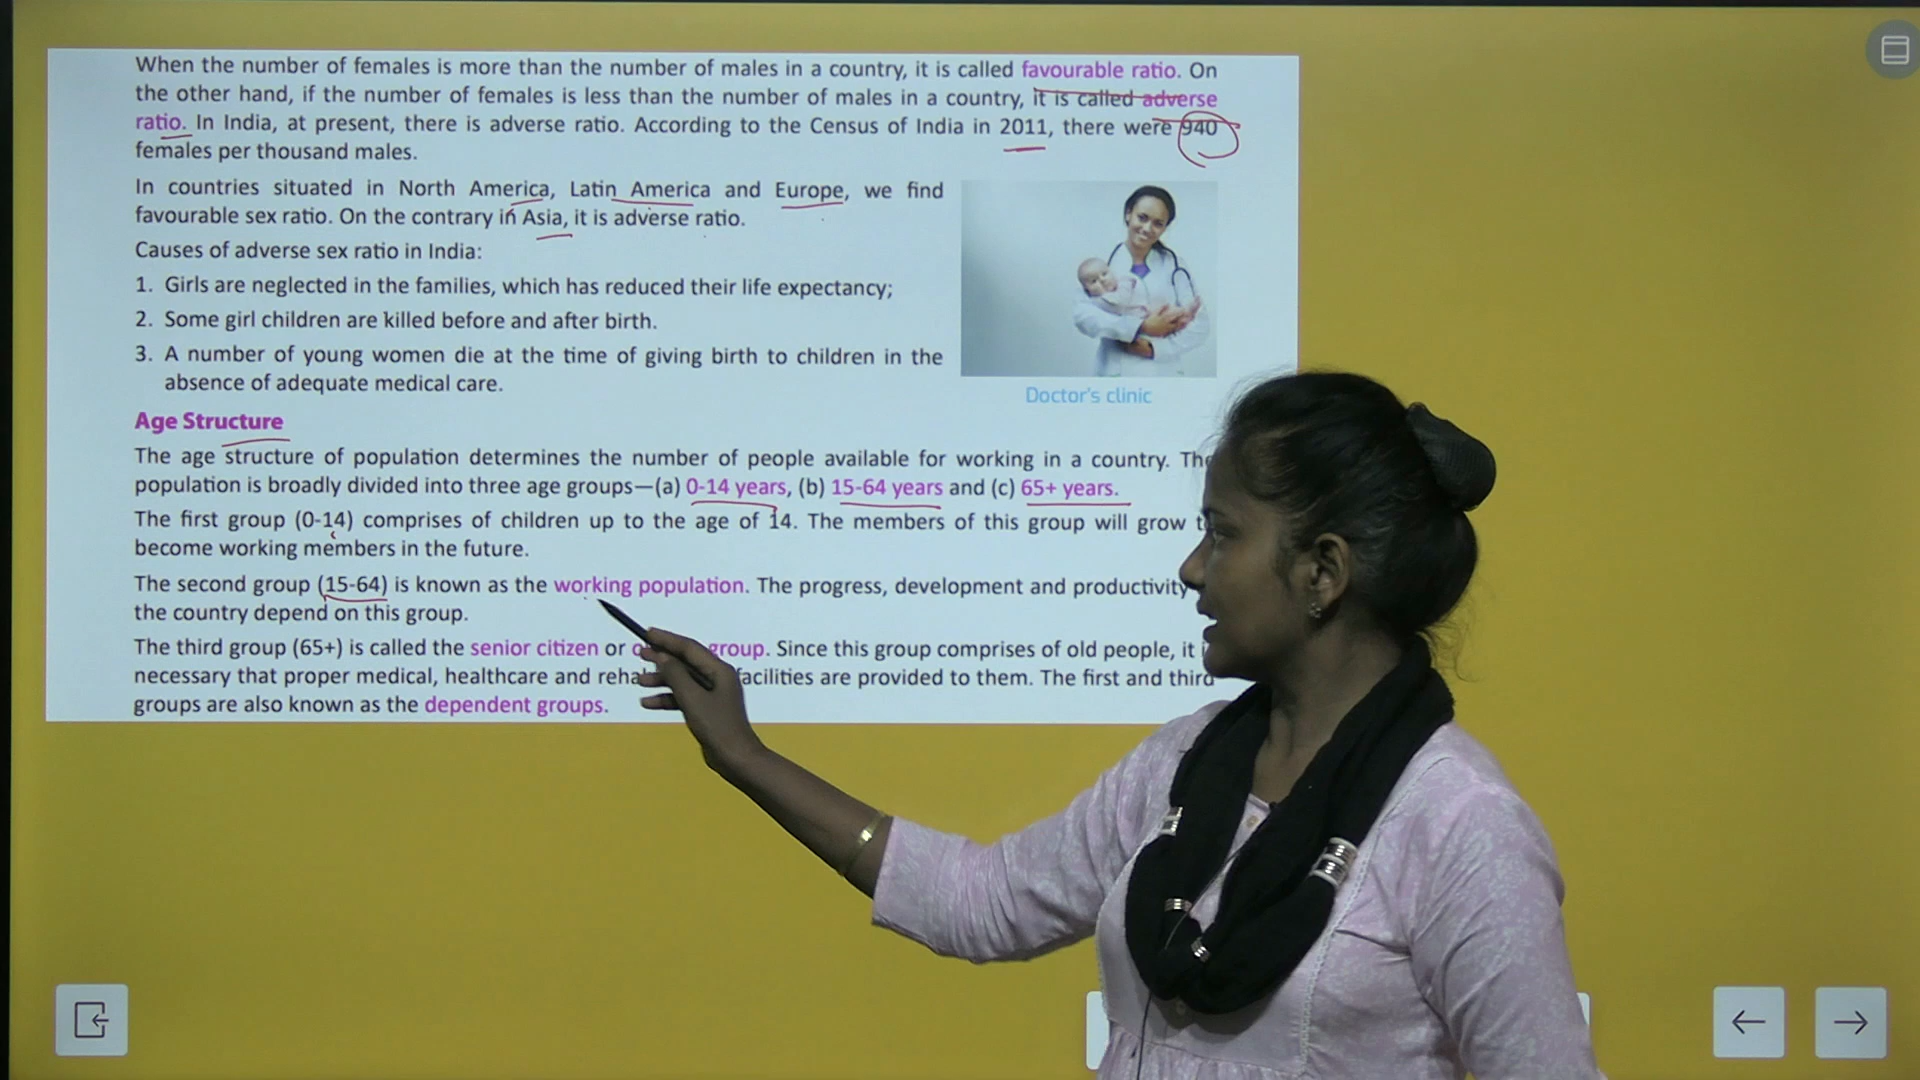 When the number of females is more than the number of males in a country, it is called favourable ratio. On
the other hand, if the number of females is less than the number of males in a country, it is called adverse
ratio. In India, at present, there is adverse ratio. According to the Census of India in 2011, there were 940
females per thousand males.
In countries situated in North America, Latin America and Europe, we find
favourable sex ratio. On the contrary in Asia, it is adverse ratio.
Causes of adverse sex ratio in India:
1. Girls are neglected in the families, which has reduced their life expectancy;
2. Some girl children are killed before and after birth.
3. A number of young women die at the time of giving birth to children in the
absence of adequate medical care.
Doctor's clinic
Age Structure
The age structure of population determines the number of people available for working in a country. The
population is broadly divided into three age groups—(a) 0-14 years, (b) 15-64 years and (c) 65+ years.
The first group (0-14) comprises of children up to the age of 14. The members of this group will grow
become working members in the future.
The second group (15-64) is known as the working population. The progress, development and productivity
the country depend on this group.
The third group (65+) is called the senior citizen or group. Since this group comprises of old people, it
necessary that proper medical, healthcare and facilities are provided to them. The first and third
groups are also known as the dependent groups.